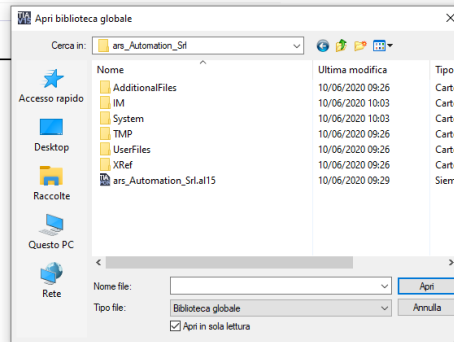 Apri biblioteca globale
Cerca in: ars_Automation_Srl
Nome Ultima modifica Tipo
AdditionalFiles 10/06/2020 09:26 Carte
IM 10/06/2020 10:03 Carte
System 10/06/2020 10:03 Carte
TMP 10/06/2020 09:26 Carte
UserFiles 10/06/2020 09:26 Carte
XRef 10/06/2020 09:26 Carte
ars_Automation_Srl.al15 10/06/2020 09:29 Siem
Accesso rapido
Desktop
Raccolte
Questo PC
Rete
Nome file: Apri
Tipo file: Biblioteca globale Annulla
Apri in sola lettura